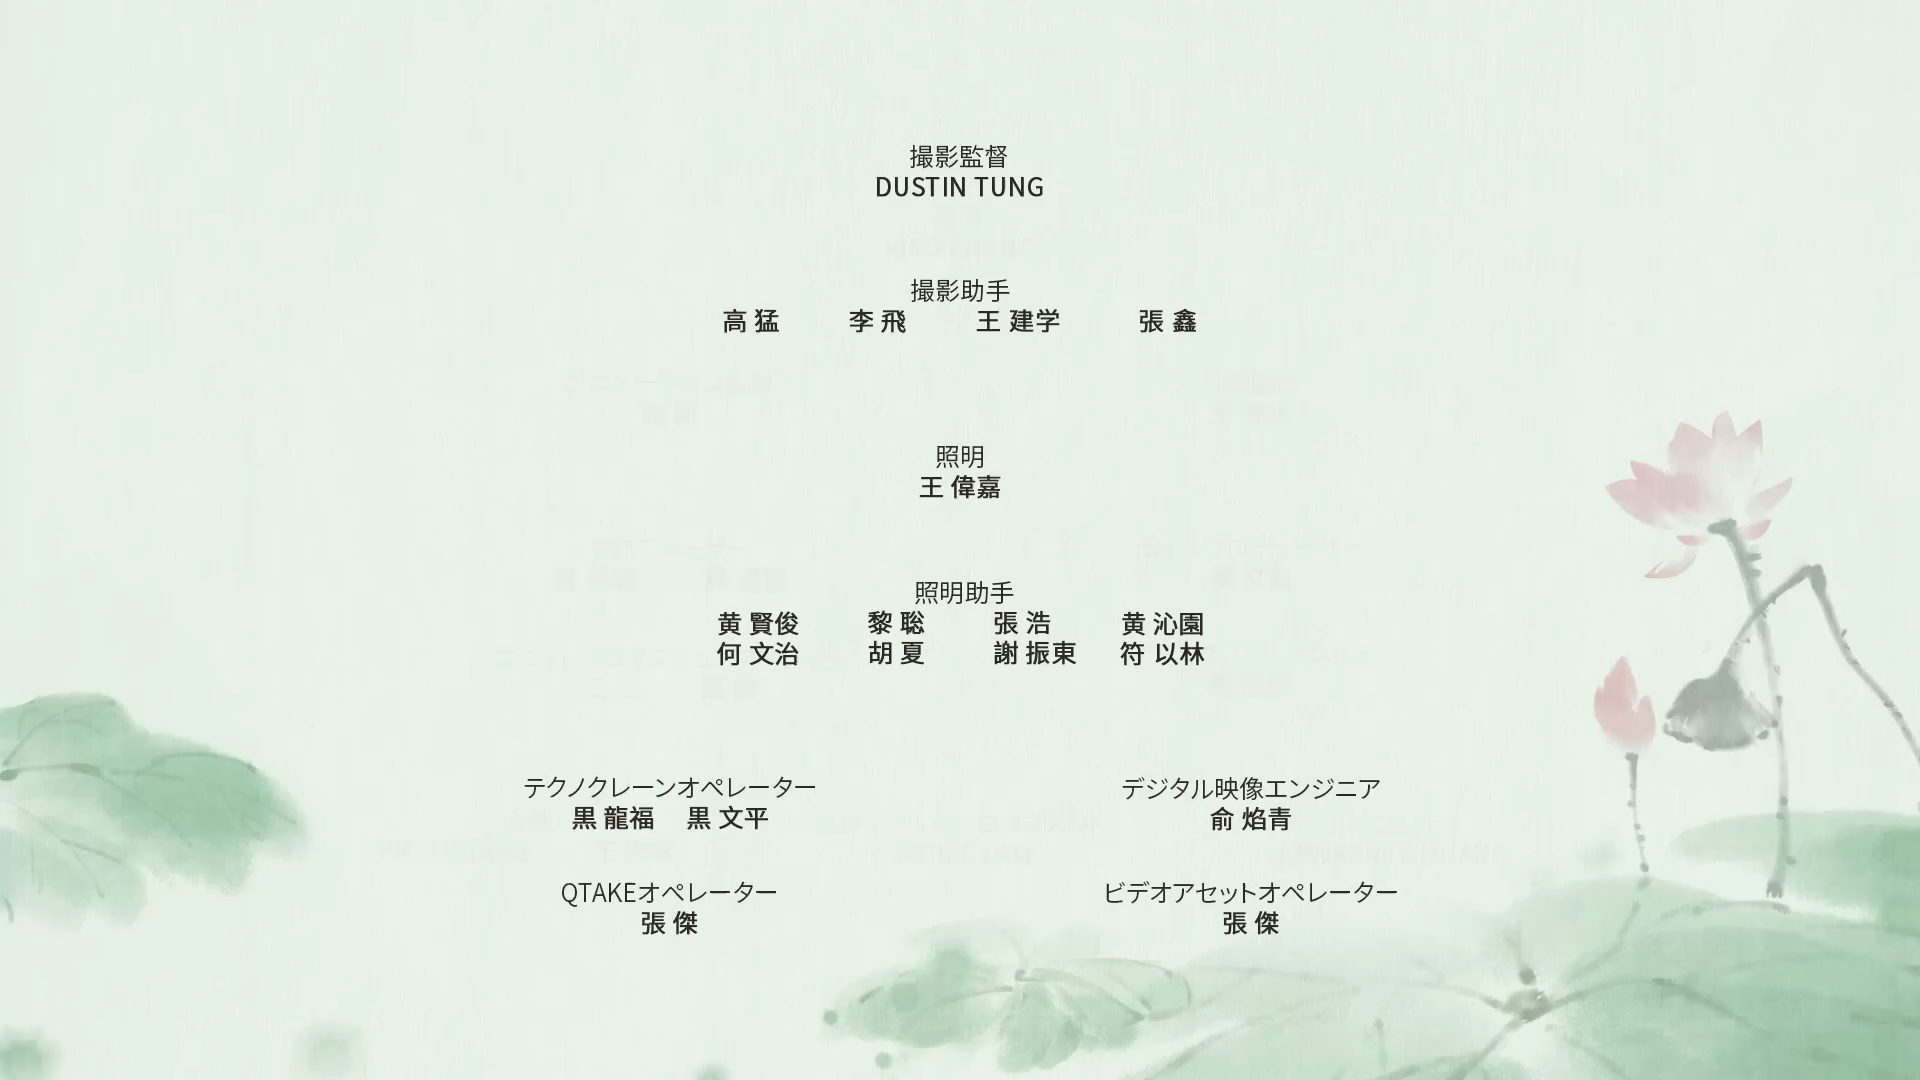 撮影監督
DUSTIN TUNG
撮影助手
高 猛 李 飛 王 建学 張 鑫
照明
王 偉嘉
照明助手
黄 賢俊 黎 聡 張 浩 黄 沁園
何 文治 胡 夏 謝 振東 符 以林
テクノクレーンオペレーター
黒 龍福 黒 文平
デジタル映像エンジニア
俞 焰青
QTAKEオペレーター
張 傑
ビデオアセットオペレーター
張 傑